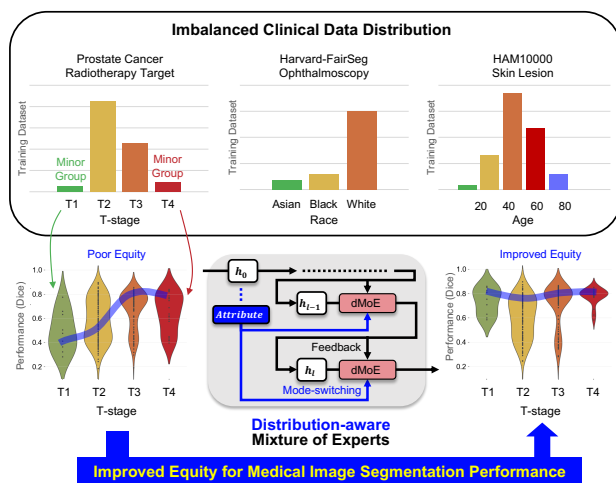 Imbalanced Clinical Data Distribution
Prostate Cancer
Radiotherapy Target
Training Dataset
Minor
Group
Minor
Group
T1 T2 T3 T4
T-stage
Harvard-FairSeg
Ophthalmoscopy
Training Dataset
Asian Black White
Race
HAM10000
Skin Lesion
Training Dataset
20 40 60 80
Age
Poor Equity
Performance (Dice)
1.0
0.8
0.6
0.4
0.2
T1 T2 T3 T4
T-stage
h0
Attribute
hl−1
dMoE
Feedback
hl
dMoE
Mode-switching
Distribution-aware
Mixture of Experts
Improved Equity
Performance (Dice)
1.0
0.8
0.6
0.4
0.2
T1 T2 T3 T4
T-stage
Improved Equity for Medical Image Segmentation Performance